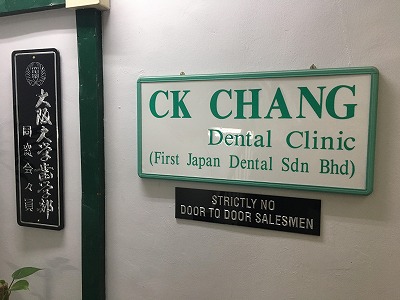 大阪大学歯学部
同窓会々員
CK CHANG
Dental Clinic
(First Japan Dental Sdn Bhd)
STRICTLY NO
DOOR TO DOOR SALESMEN